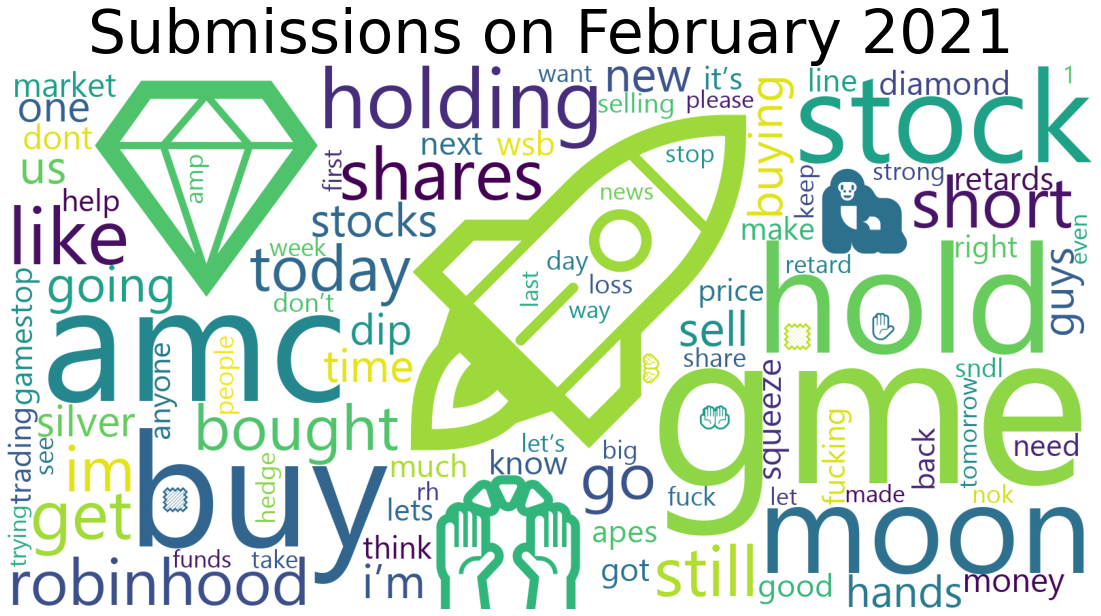 Submissions on February 2021
market
one
dont
us
help
like
going
amp
first
holding
want
new
it's
selling
please
next
wsb
shares
stocks
week
today
don't
dip
time
stop
news
day
last
loss
way
buying
line
diamond
1
stock
keep
strong
retards
short
make
retard
right
even
guys
price
sell
share
hold
gamestop
amc
anyone
people
silver
see
trading
trying
im
get
bought
buy
hedge
robinhood
funds
take
much
rh
lets
think
i'm
let's
know
big
go
apes
got
gme
squeeze
sndl
fucking
back
tomorrow
need
fuck
let
made
nok
moon
still
good
hands
money